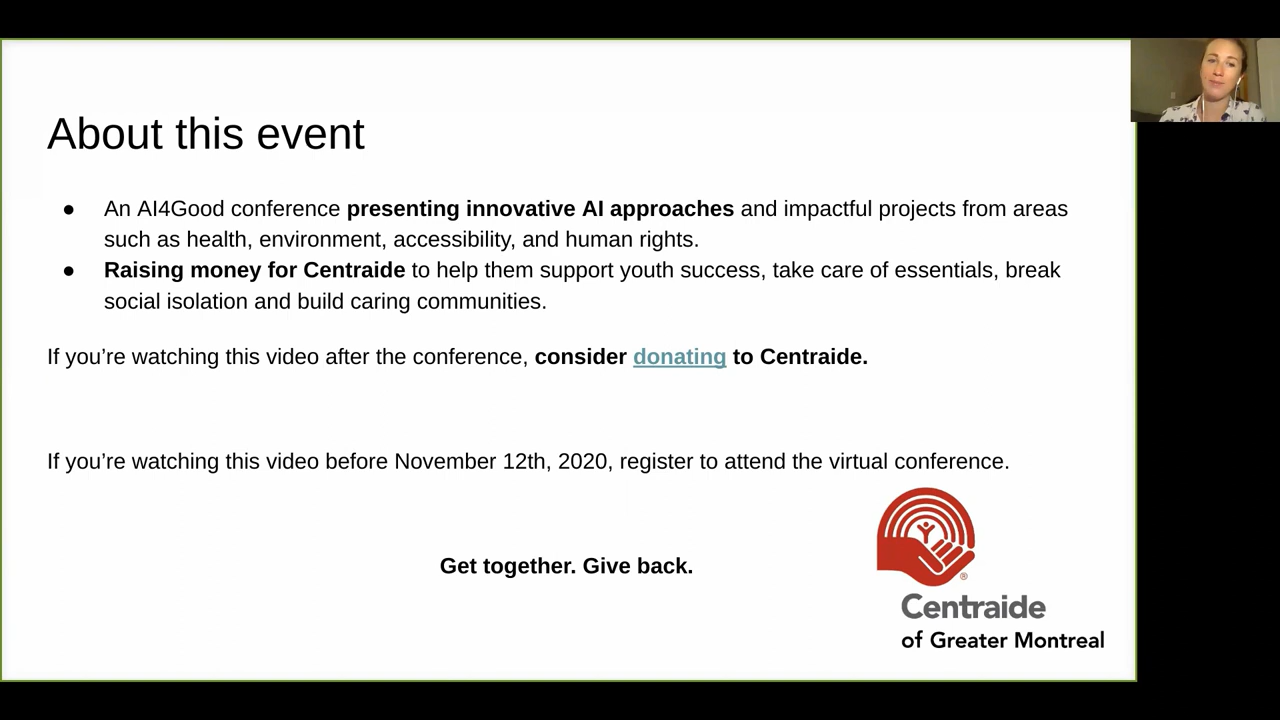 About this event
● An AI4Good conference presenting innovative AI approaches and impactful projects from areas
such as health, environment, accessibility, and human rights.
● Raising money for Centraide to help them support youth success, take care of essentials, break
social isolation and build caring communities.
If you’re watching this video after the conference, consider donating to Centraide.
If you’re watching this video before November 12th, 2020, register to attend the virtual conference.
Get together. Give back.
®
Centraide
of Greater Montreal